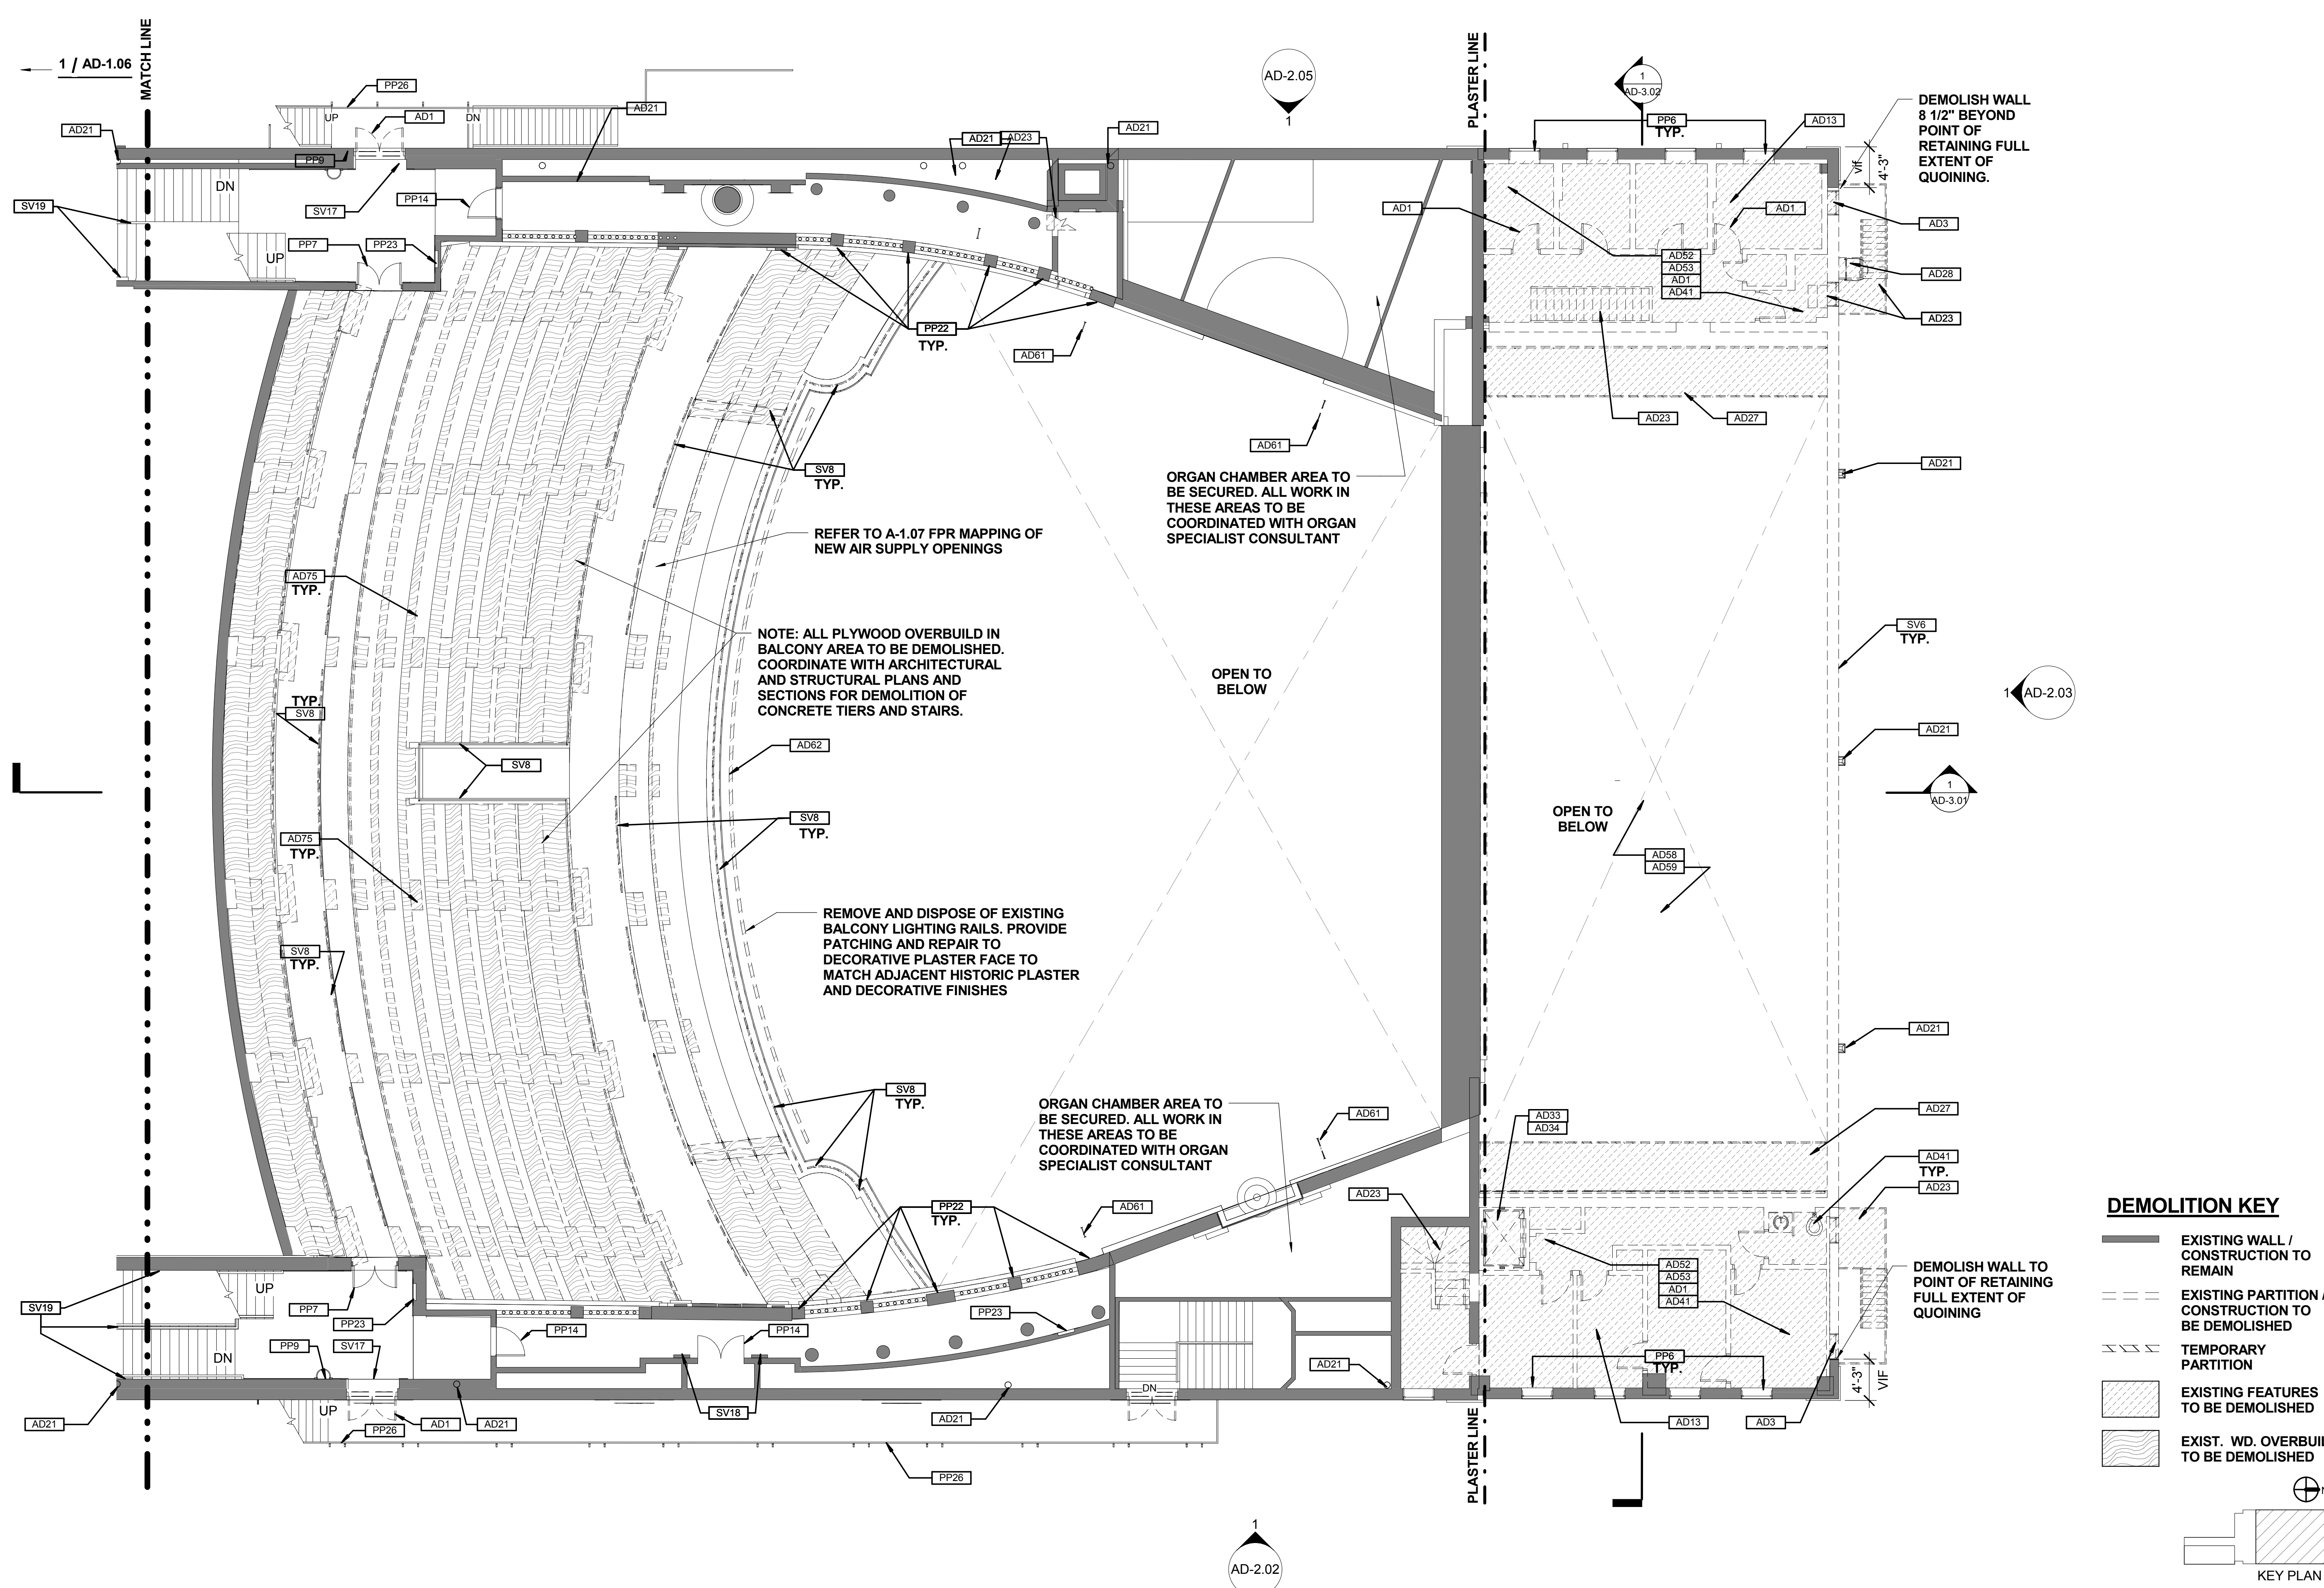 MATCH LINE
1 / AD-1.06
PP26
AD21
AD21
AD1
UP
DN
PP9
DN
SV19
SV17
PP14
PP7
PP23
UP
AD21
AD23
AD21
AD-2.05
1
PLASTER LINE
1
AD-3.02
PP6
TYP.
AD13
DEMOLISH WALL
8 1/2" BEYOND
POINT OF
RETAINING FULL
EXTENT OF
QUOINING.
vif
4'-3"
AD1
AD1
AD3
AD52
AD53
AD1
AD41
AD28
AD23
PP22
TYP.
AD61
AD23
AD27
AD61
SV8
TYP.
ORGAN CHAMBER AREA TO
BE SECURED. ALL WORK IN
THESE AREAS TO BE
COORDINATED WITH ORGAN
SPECIALIST CONSULTANT
AD21
REFER TO A-1.07 FPR MAPPING OF
NEW AIR SUPPLY OPENINGS
AD75
TYP.
NOTE: ALL PLYWOOD OVERBUILD IN
BALCONY AREA TO BE DEMOLISHED.
COORDINATE WITH ARCHITECTURAL
AND STRUCTURAL PLANS AND
SECTIONS FOR DEMOLITION OF
CONCRETE TIERS AND STAIRS.
SV6
TYP.
OPEN TO
BELOW
1
AD-2.03
TYP.
SV8
AD62
AD21
SV8
1
AD-3.01
SV8
TYP.
OPEN TO
BELOW
AD75
TYP.
AD58
AD59
REMOVE AND DISPOSE OF EXISTING
BALCONY LIGHTING RAILS. PROVIDE
PATCHING AND REPAIR TO
DECORATIVE PLASTER FACE TO
MATCH ADJACENT HISTORIC PLASTER
AND DECORATIVE FINISHES
SV8
TYP.
AD21
SV8
TYP.
ORGAN CHAMBER AREA TO
BE SECURED. ALL WORK IN
THESE AREAS TO BE
COORDINATED WITH ORGAN
SPECIALIST CONSULTANT
AD61
AD33
AD34
AD27
AD41
TYP.
AD23
AD23
PP22
TYP.
AD61
AD52
AD53
AD1
AD41
DEMOLISH WALL TO
POINT OF RETAINING
FULL EXTENT OF
QUOINING
UP
SV19
PP7
PP23
PP14
PP14
PP23
DN
PP9
SV17
AD21
PP6
TYP.
4'-3"
VIF
AD21
UP
AD1
AD21
PP26
SV18
AD21
DN
AD13
AD3
PP26
PLASTER LINE
1
AD-2.02
DEMOLITION KEY
EXISTING WALL /
CONSTRUCTION TO
REMAIN
EXISTING PARTITION
CONSTRUCTION TO
BE DEMOLISHED
TEMPORARY
PARTITION
EXISTING FEATURES
TO BE DEMOLISHED
EXIST. WD.
TO BE DEMOLISHED
KEY PLAN